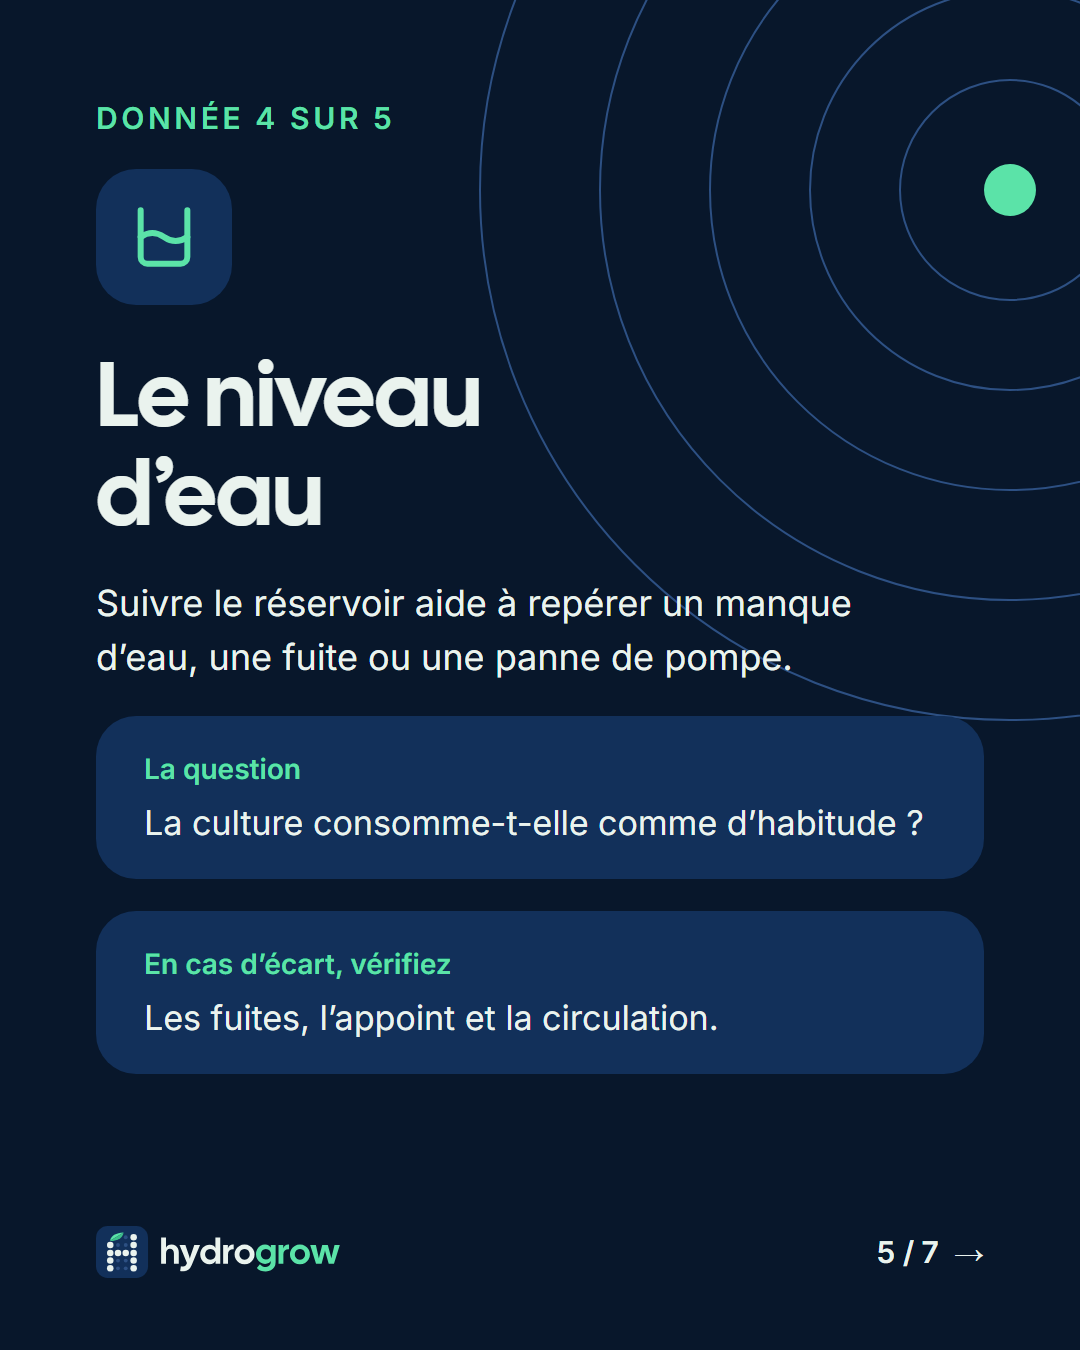 DONNÉE 4 SUR 5
Le niveau
d’eau
Suivre le réservoir aide à repérer un manque
d’eau, une fuite ou une panne de pompe.
La question
La culture consomme-t-elle comme d’habitude ?
En cas d’écart, vérifiez
Les fuites, l’appoint et la circulation.
hydrogrow
5 / 7 →